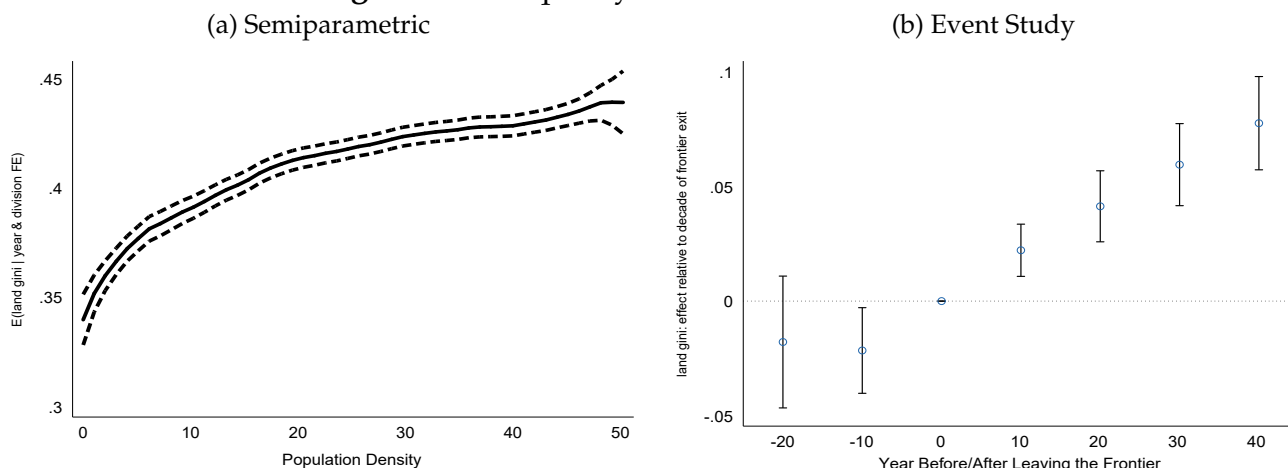 (a) Semiparametric
(b) Event Study
.45
.4
.35
.3
E(land gini | year & division FE)
0 10 20 30 40 50
Population Density
.1
.05
0
-.05
land gini: effect relative to decade of frontier exit
-20 -10 0 10 20 30 40
Year Before/After Leaving the Frontier